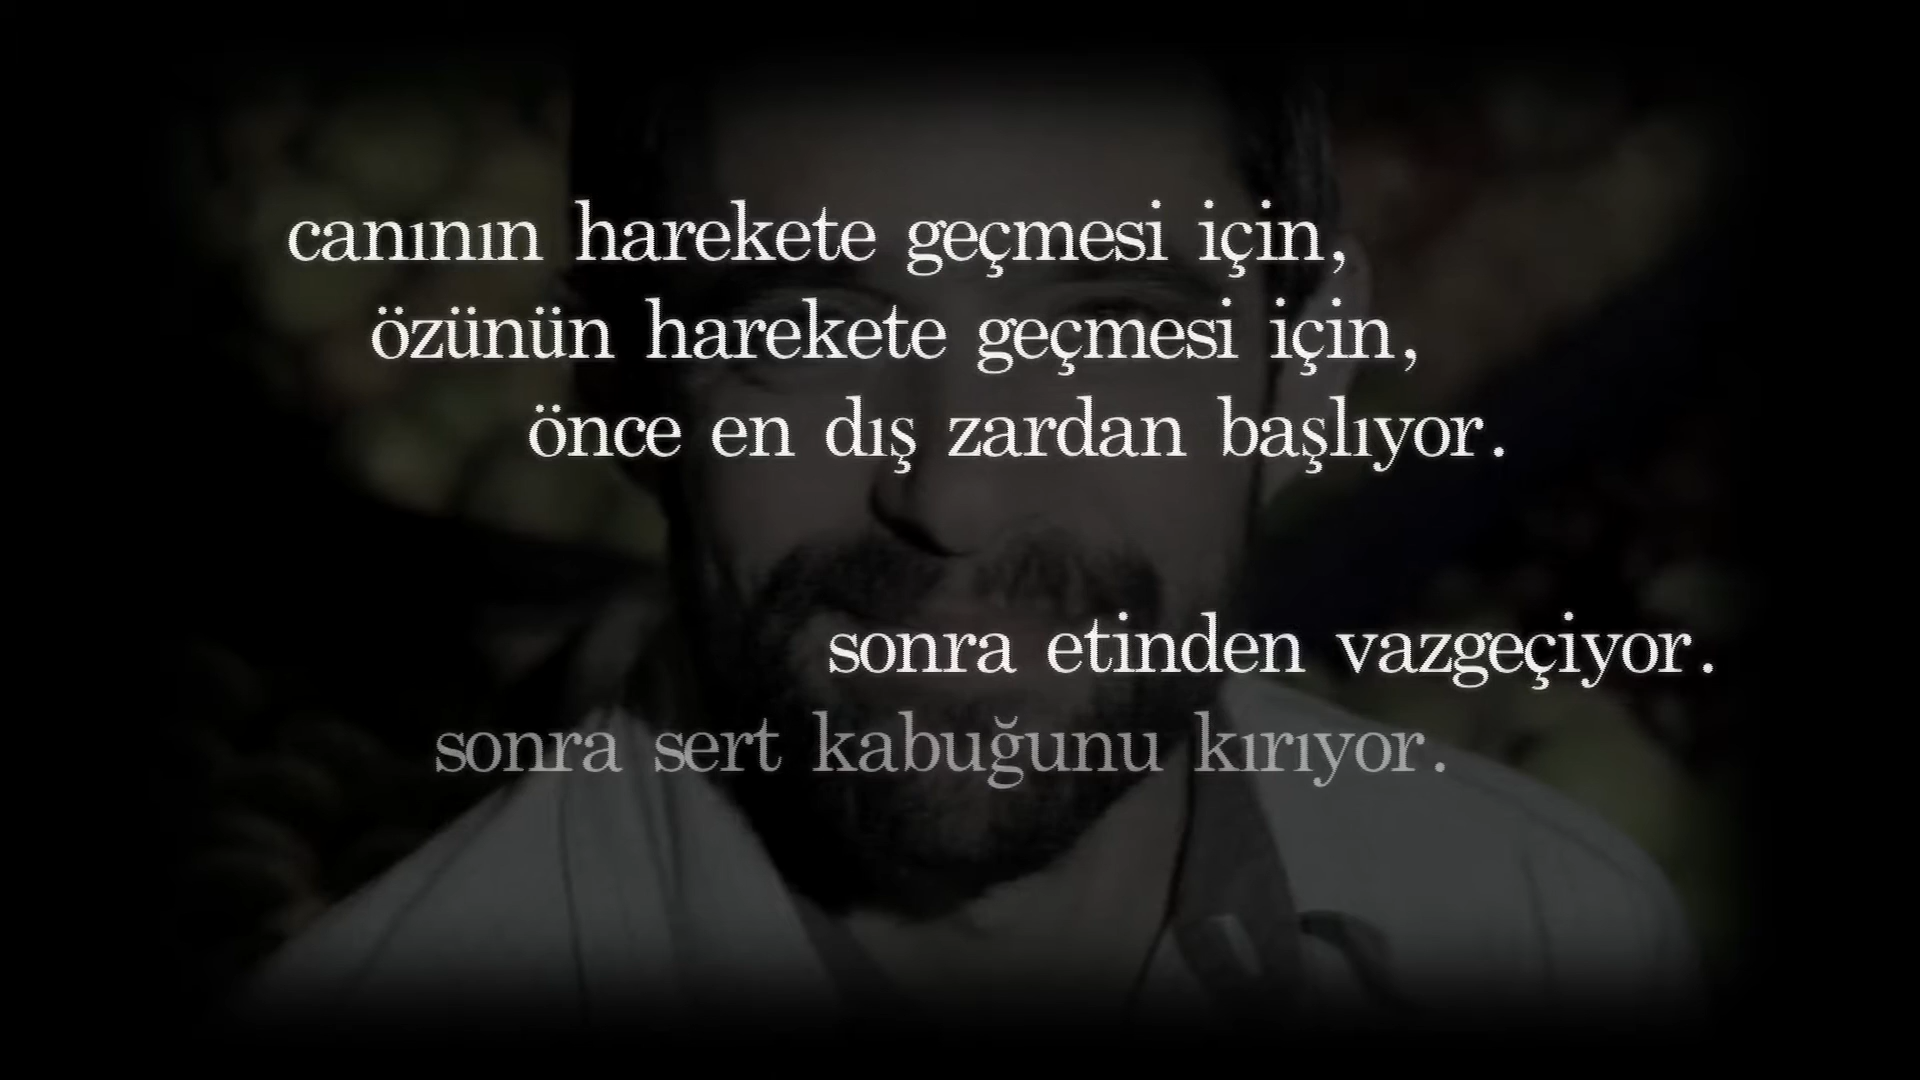 canının harekete geçmesi için,
özünün harekete geçmesi için,
önce en dış zardan başlıyor.
sonra etinden vazgeçiyor.
sonra sert kabuğunu kırıyor.